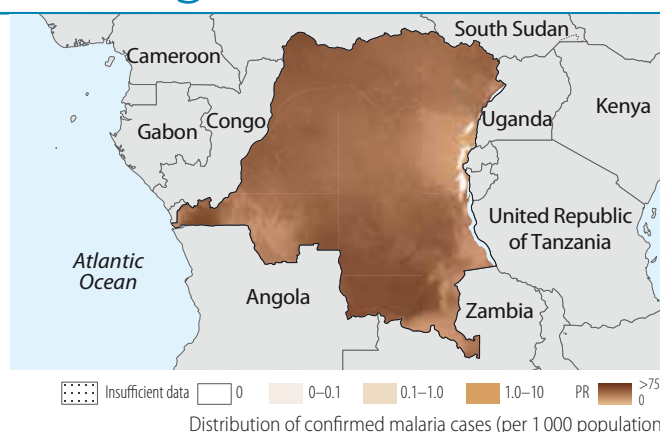 South Sudan
Cameroon
Kenya
Uganda
Congo
Gabon
United Republic
of Tanzania
Atlantic
Ocean
Angola
Zambia
Insufficient data 0 0–0.1 0.1–1.0 1.0–10 PR >75
0
Distribution of confirmed malaria cases (per 1 000 population